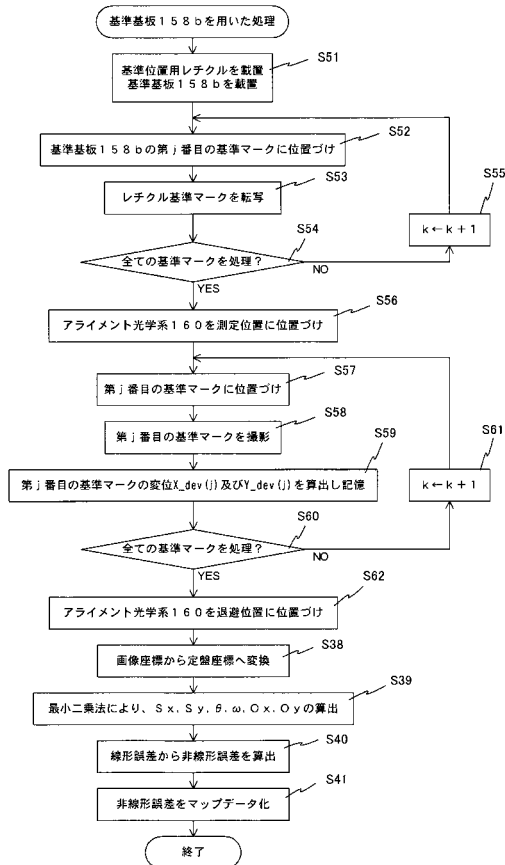 基準基板158bを用いた処理
S51
基準位置用レチクルを載置
基準基板158bを載置
S52
基準基板158bの第j番目の基準マークに位置づけ
S53
レチクル基準マークを転写
S54
全ての基準マークを処理?
NO
S55
k←k+1
YES
S56
アライメント光学系160を測定位置に位置づけ
S57
第j番目の基準マークに位置づけ
S58
第j番目の基準マークを撮影
S59
第j番目の基準マークの変位X_dev(j)及びY_dev(j)を算出し記憶
S60
全ての基準マークを処理?
NO
S61
k←k+1
YES
S62
アライメント光学系160を退避位置に位置づけ
S38
画像座標から定盤座標へ変換
S39
最小二乗法により、Sx,Sy,θ,ω,Ox,Oyの算出
S40
線形誤差から非線形誤差を算出
S41
非線形誤差をマップデータ化
終了